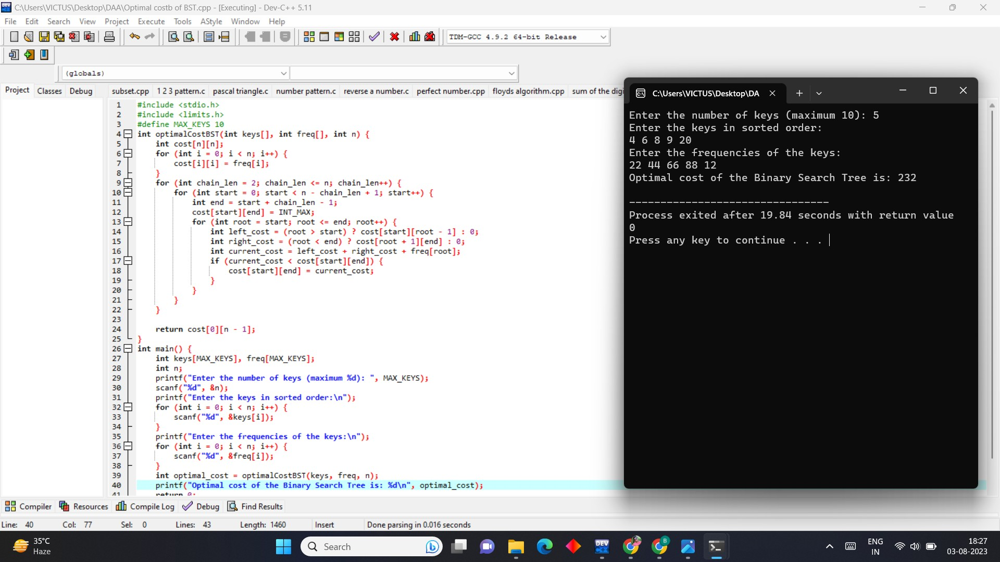 C:\Users\VICTUS\Desktop\DAA\Optimal costb of BST.cpp - [Executing] - Dev-C++ 5.11
File Edit Search View Project Execute Tools AStyle Window Help
TDM-GCC 4.9.2 64-bit Release
(globals)
Project Classes Debug
subset.cpp 1 2 3 pattern.c pascal triangle.c number pattern.c reverse a number.c perfect number.cpp floyds algorithm.cpp sum of the digi
1 #include <stdio.h>
2 #include <limits.h>
3 #define MAX_KEYS 10
4 int optimalCostBST(int keys[], int freq[], int n) {
5 int cost[n][n];
6 for (int i = 0; i < n; i++) {
7 cost[i][i] = freq[i];
8 }
9 for (int chain_len = 2; chain_len <= n; chain_len++) {
10 for (int start = 0; start < n - chain_len + 1; start++) {
11 int end = start + chain_len - 1;
12 cost[start][end] = INT_MAX;
13 for (int root = start; root <= end; root++) {
14 int left_cost = (root > start) ? cost[start][root - 1] : 0;
15 int right_cost = (root < end) ? cost[root + 1][end] : 0;
16 int current_cost = left_cost + right_cost + freq[root];
17 if (current_cost < cost[start][end]) {
18 cost[start][end] = current_cost;
19 }
20 }
21 }
22 }
23
24 return cost[0][n - 1];
25 }
26 int main() {
27 int keys[MAX_KEYS], freq[MAX_KEYS];
28 int n;
29 printf("Enter the number of keys (maximum %d): ", MAX_KEYS);
30 scanf("%d", &n);
31 printf("Enter the keys in sorted order:\n");
32 for (int i = 0; i < n; i++) {
33 scanf("%d", &keys[i]);
34 }
35 printf("Enter the frequencies of the keys:\n");
36 for (int i = 0; i < n; i++) {
37 scanf("%d", &freq[i]);
38 }
39 int optimal_cost = optimalCostBST(keys, freq, n);
40 printf("Optimal cost of the Binary Search Tree is: %d\n", optimal_cost);
41 return 0;
C:\Users\VICTUS\Desktop\DA
Enter the number of keys (maximum 10): 5
Enter the keys in sorted order:
4 6 8 9 20
Enter the frequencies of the keys:
22 44 66 88 12
Optimal cost of the Binary Search Tree is: 232
--------------------------------
Process exited after 19.84 seconds with return value
0
Press any key to continue . . .
Compiler Resources Compile Log Debug Find Results
Line: 40 Col: 77 Sel: 0 Lines: 43 Length: 1460 Insert Done parsing in 0.016 seconds
35°C
Haze
Search
DEV
B
ENG
IN
18:27
03-08-2023